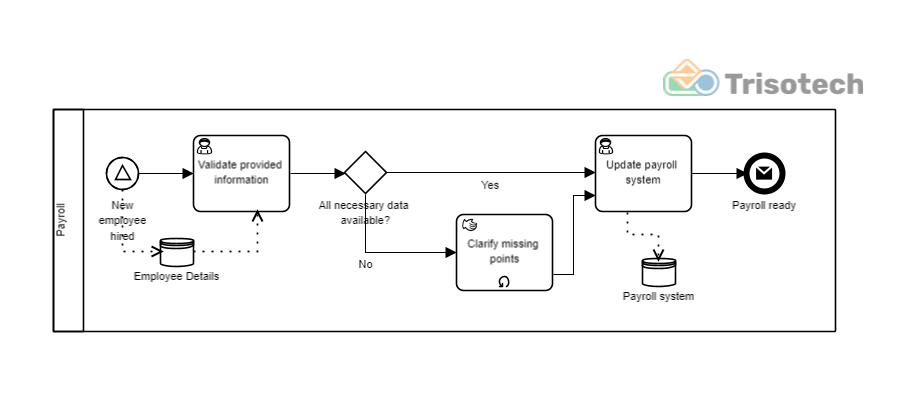 Trisotech
Payroll
Validate provided
information
New
employee
hired
All necessary data
available?
Yes
No
Update payroll
system
Payroll ready
Clarify missing
points
Employee Details
Payroll system